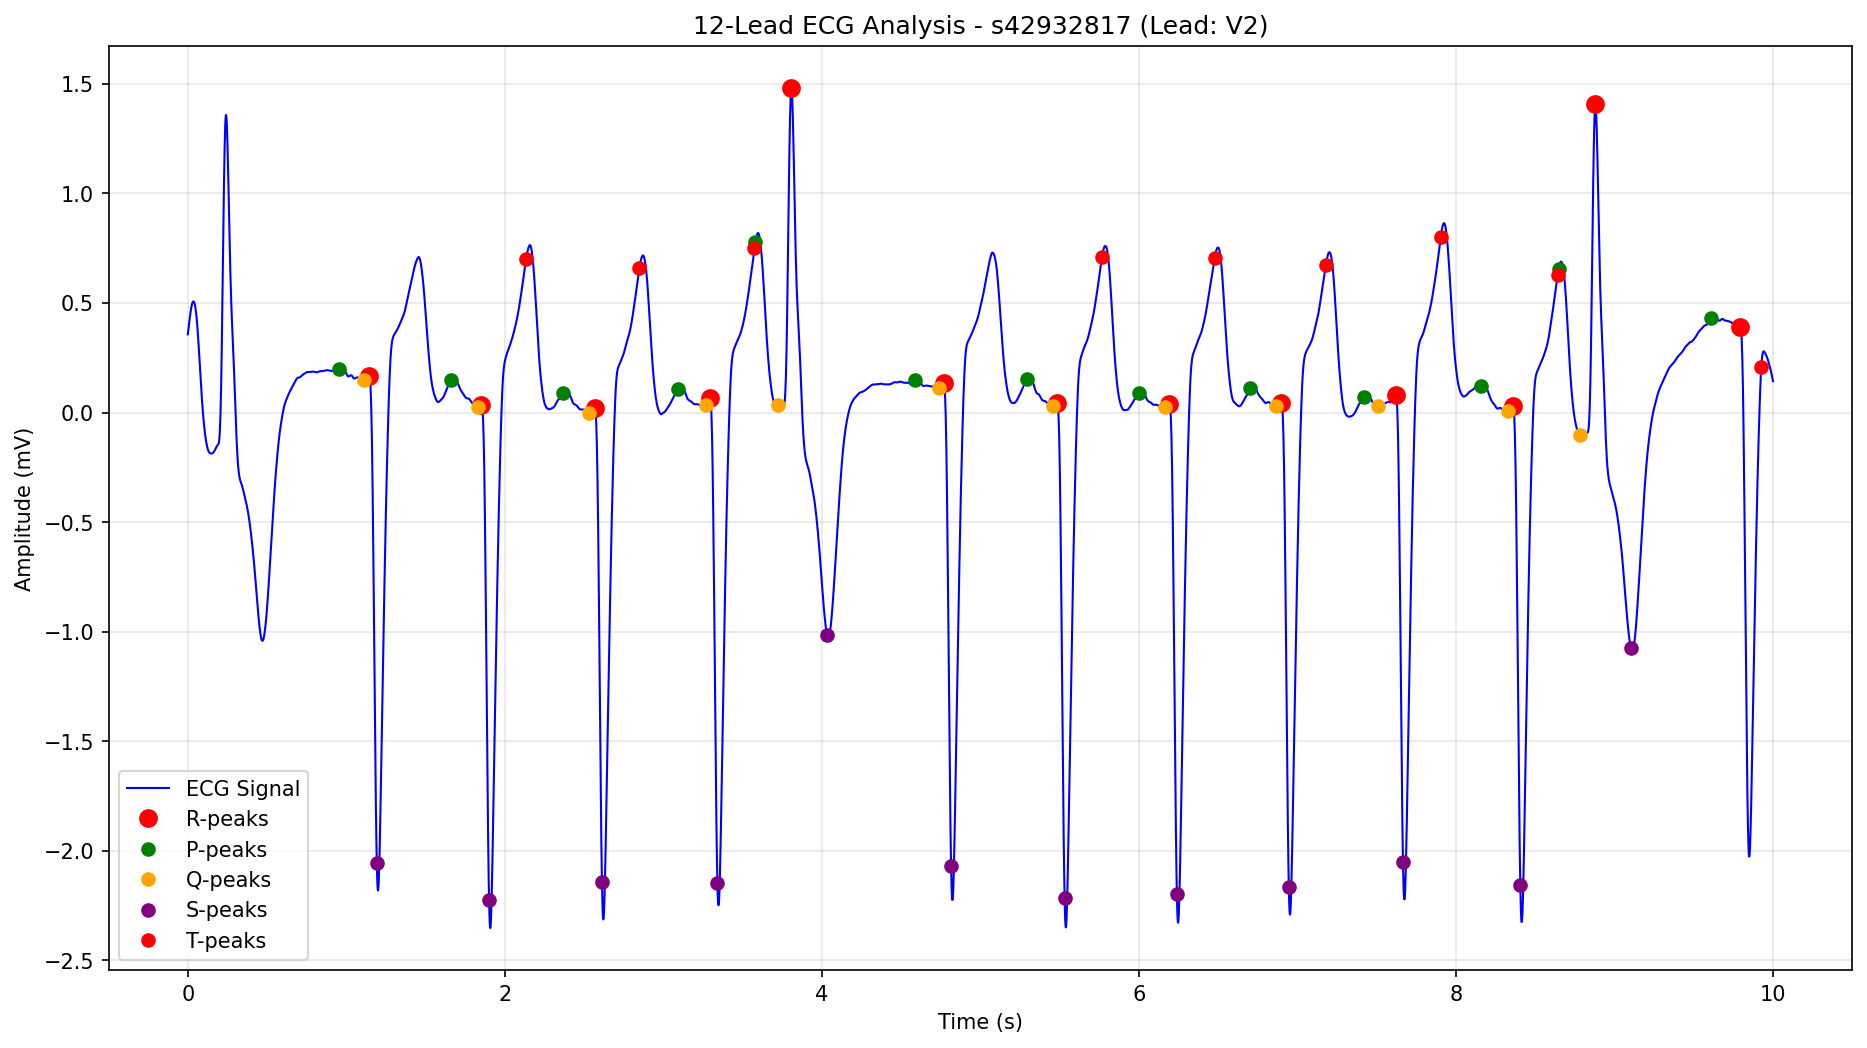 12-Lead ECG Analysis - s42932817 (Lead: V2)
1.5
1.0
0.5
0.0
−0.5
−1.0
−1.5
−2.0
−2.5
Amplitude (mV)
ECG Signal
R-peaks
P-peaks
Q-peaks
S-peaks
T-peaks
0 2 4 6 8 10
Time (s)